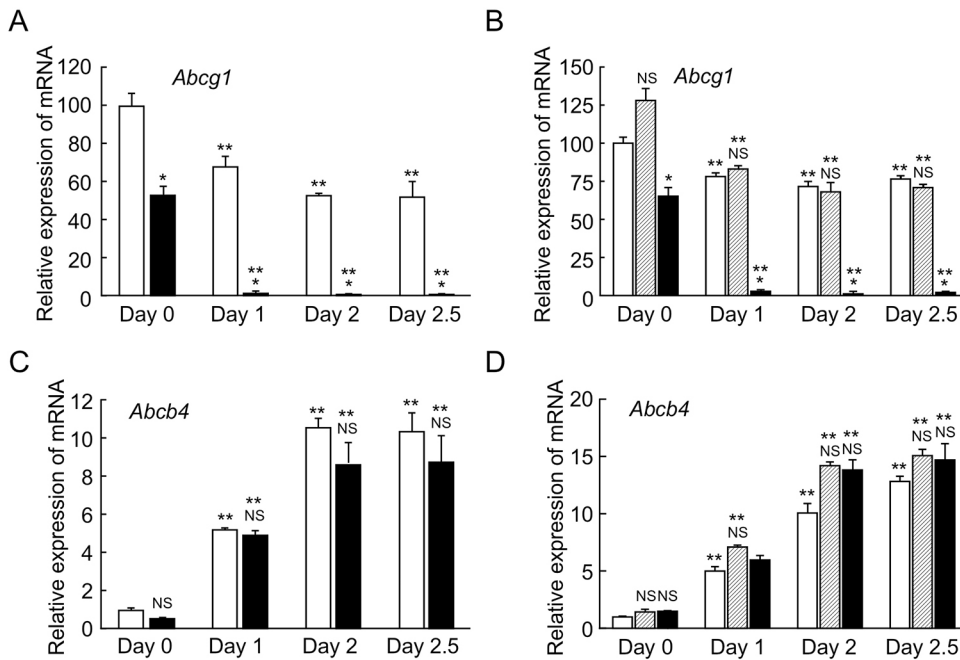 A
Relative expression of mRNA
Abcg1
120
100
80
60
40
20
0
*
**
**
*
**
**
*
**
**
*
Day 0 Day 1 Day 2 Day 2.5
B
Relative expression of mRNA
Abcg1
150
125
100
75
50
25
0
NS
*
**
**
NS
**
*
**
**
NS
**
*
**
**
NS
**
*
Day 0 Day 1 Day 2 Day 2.5
C
Relative expression of mRNA
Abcb4
12
10
8
6
4
2
0
NS
**
**
NS
**
**
NS
**
**
NS
Day 0 Day 1 Day 2 Day 2.5
D
Relative expression of mRNA
Abcb4
20
15
10
5
0
NS NS
**
**
NS
**
** **
NS NS
**
** **
NS NS
Day 0 Day 1 Day 2 Day 2.5